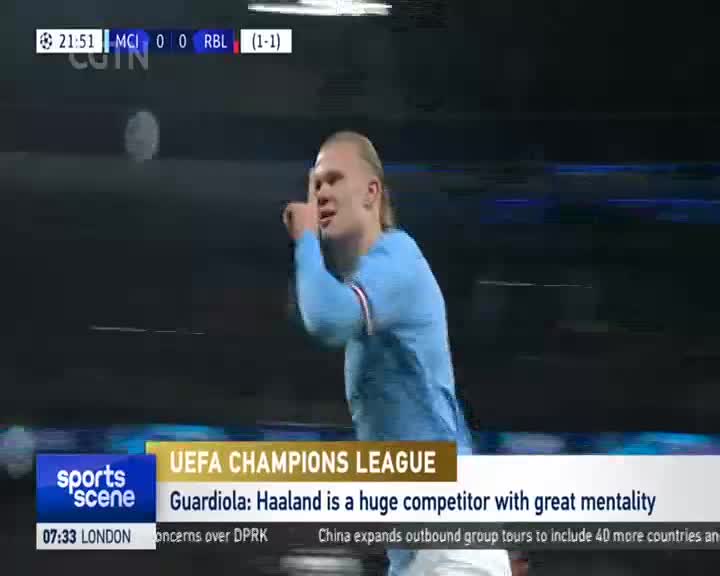 21:51 MCI 0 0 RBL (1-1)
CGTN
UEFA CHAMPIONS LEAGUE
sports
scene
Guardiola: Haaland is a huge competitor with great mentality
07:33 LONDON
oncerns over DPRK China expands outbound group tours to include 40 more countries an